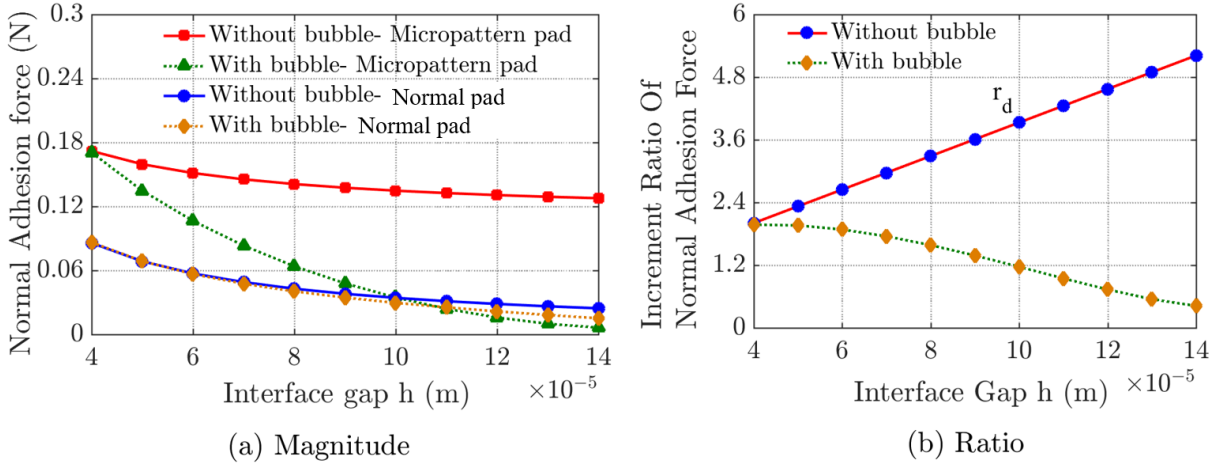 Normal Adhesion force (N)
0.3
0.24
0.18
0.12
0.06
0
Without bubble- Micropattern pad
With bubble- Micropattern pad
Without bubble- Normal pad
With bubble- Normal pad
4 6 8 10 12 14
Interface gap h (m) ×10⁻⁵
(a) Magnitude
Increment Ratio Of
Normal Adhesion Force
6
4.8
3.6
2.4
1.2
0
Without bubble
With bubble
r_d
4 6 8 10 12 14
Interface Gap h (m) ×10⁻⁵
(b) Ratio